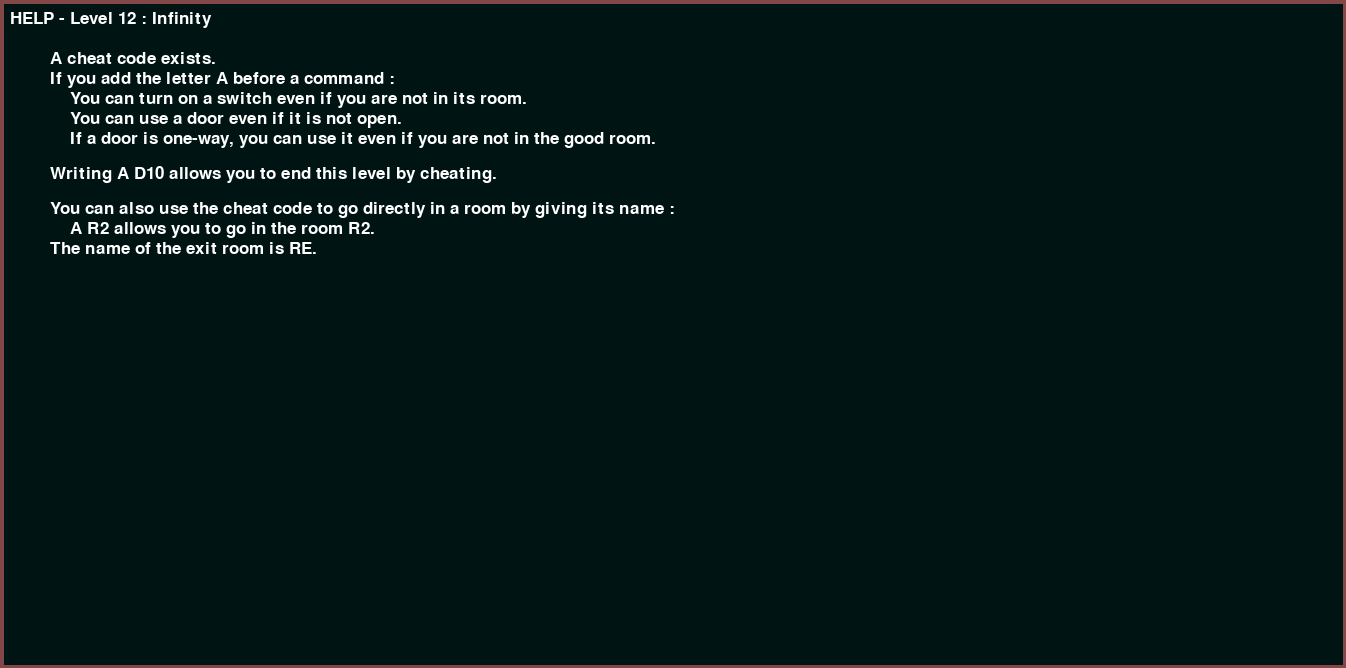 HELP - Level 12 : Infinity
A cheat code exists.
If you add the letter A before a command :
You can turn on a switch even if you are not in its room.
You can use a door even if it is not open.
If a door is one-way, you can use it even if you are not in the good room.
Writing A D10 allows you to end this level by cheating.
You can also use the cheat code to go directly in a room by giving its name :
A R2 allows you to go in the room R2.
The name of the exit room is RE.